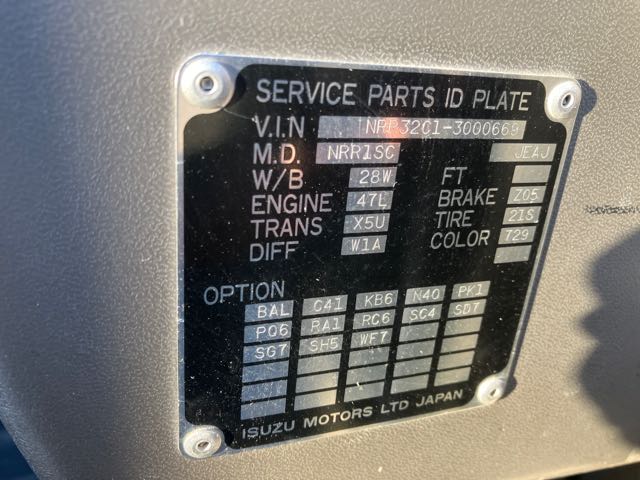 SERVICE PARTS ID PLATE
V.I.N NRR32C1-3000669
M.D. NRR1SC JEAJ
W/B 28W FT
ENGINE 47L BRAKE Z05
TRANS X5U TIRE 21S
DIFF W1A COLOR 729
OPTION
BAL C41 KB6 N40 PK1
PQ6 RA1 RC6 SC4 SD7
SG7 SH5 WF7
ISUZU MOTORS LTD JAPAN